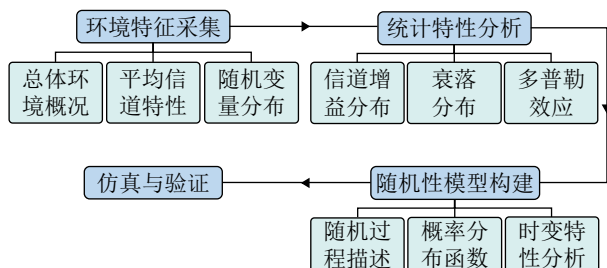 环境特征采集
统计特性分析
总体环
境概况
平均信
道特性
随机变
量分布
信道增
益分布
衰落
分布
多普勒
效应
仿真与验证
随机性模型构建
随机过
程描述
概率分
布函数
时变特
性分析